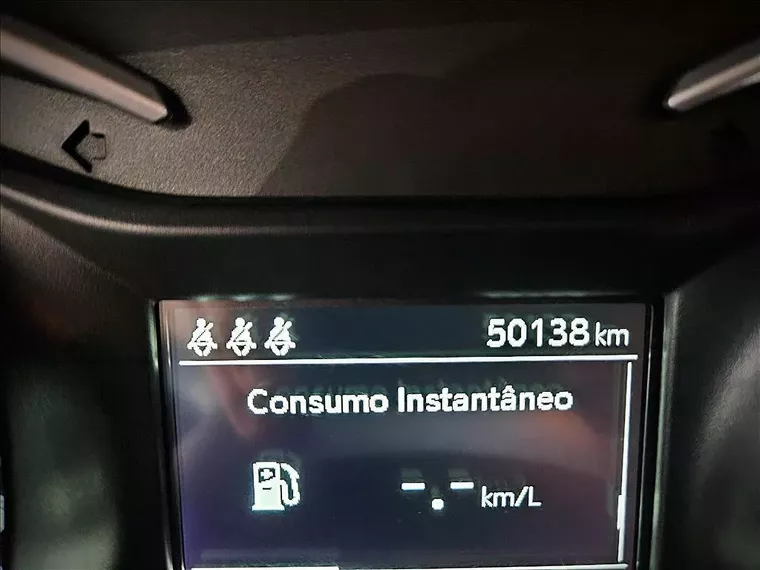 50138 km
Consumo Instantâneo
-.- km/L